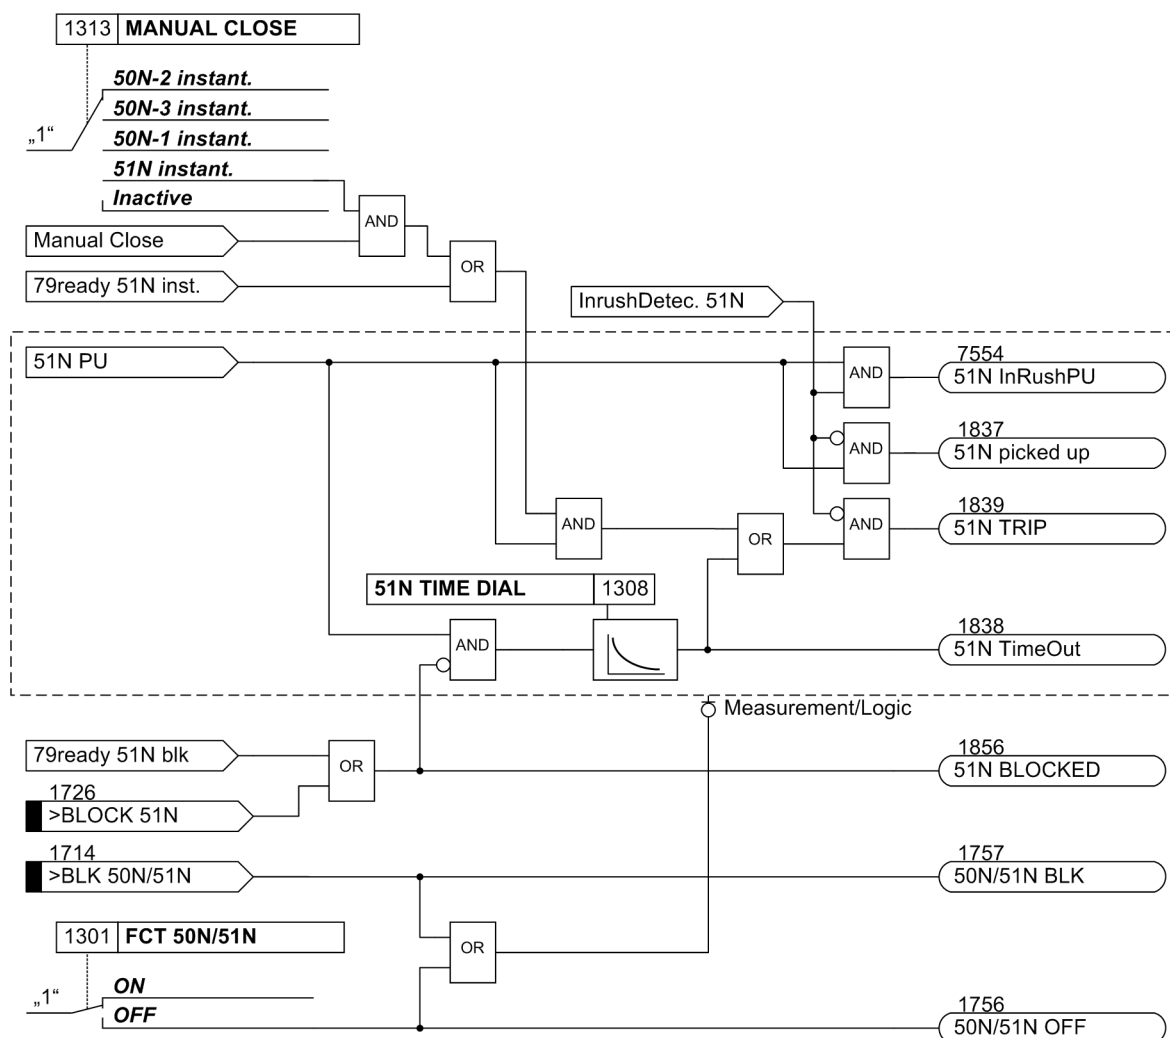 1313 MANUAL CLOSE
50N-2 instant.
50N-3 instant.
„1“
50N-1 instant.
51N instant.
Inactive
AND
Manual Close
OR
79ready 51N inst.
InrushDetec. 51N
51N PU
AND
7554
51N InRushPU
AND
1837
51N picked up
AND
1839
51N TRIP
AND
OR
51N TIME DIAL 1308
AND
1838
51N TimeOut
Measurement/Logic
79ready 51N blk
OR
1856
51N BLOCKED
1726
>BLOCK 51N
1714
>BLK 50N/51N
1757
50N/51N BLK
1301 FCT 50N/51N
OR
ON
„1“
OFF
1756
50N/51N OFF